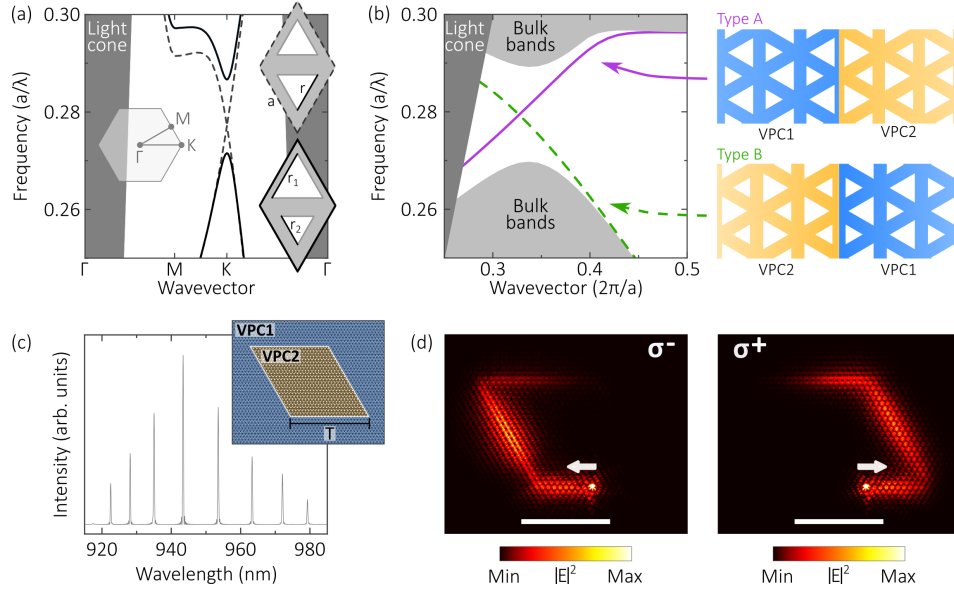 (a)
0.30
0.28
0.26
Frequency (a/λ)
Light
cone
M
K
Γ
a
r
r1
r2
Γ
M
K
Γ
Wavevector
(b)
0.30
0.28
0.26
Frequency (a/λ)
Light
cone
Bulk
bands
Bulk
bands
0.3
0.4
0.5
Wavevector (2π/a)
Type A
VPC1
VPC2
Type B
VPC2
VPC1
(c)
Intensity (arb. units)
VPC1
VPC2
T
920
940
960
980
Wavelength (nm)
(d)
σ-
σ+
Min
|E|²
Max
Min
|E|²
Max